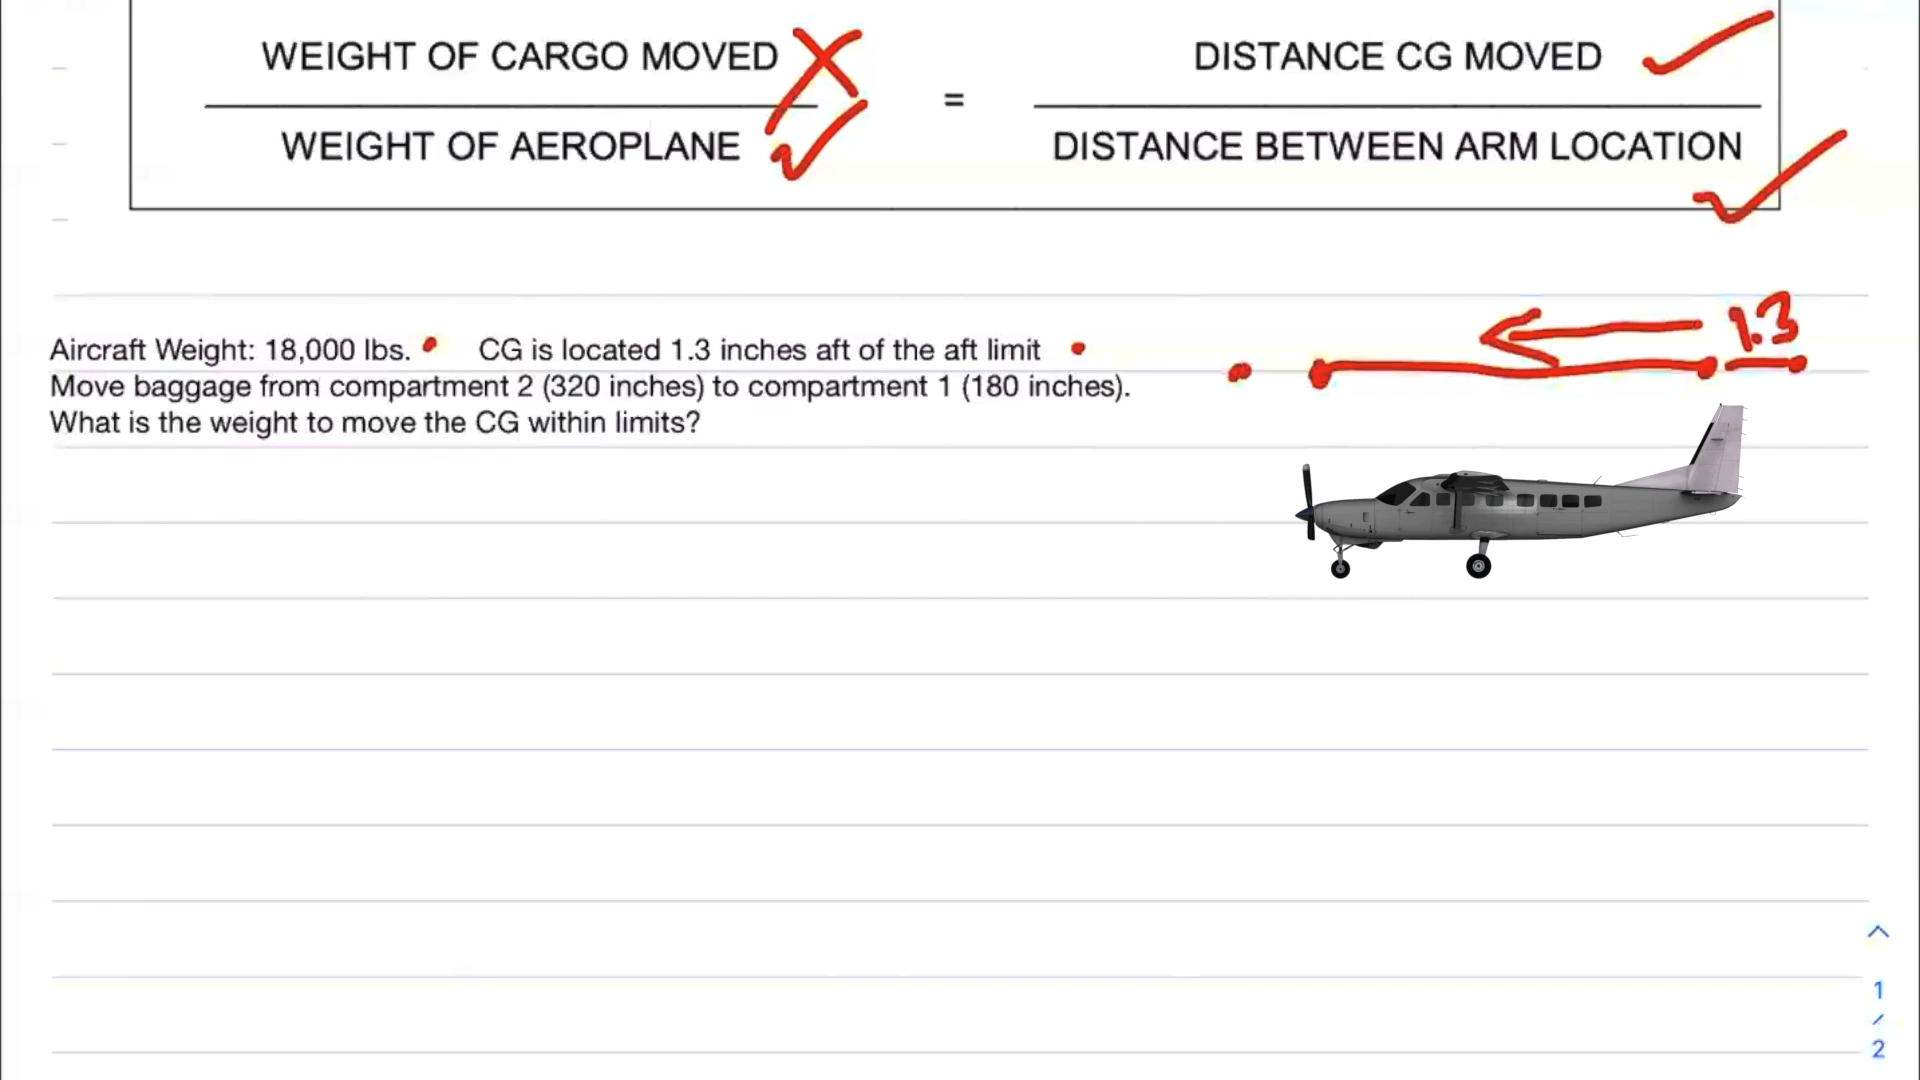 WEIGHT OF CARGO MOVED
WEIGHT OF AEROPLANE
=
DISTANCE CG MOVED
DISTANCE BETWEEN ARM LOCATION
1.3
Aircraft Weight: 18,000 lbs. CG is located 1.3 inches aft of the aft limit
Move baggage from compartment 2 (320 inches) to compartment 1 (180 inches).
What is the weight to move the CG within limits?
1
/
2